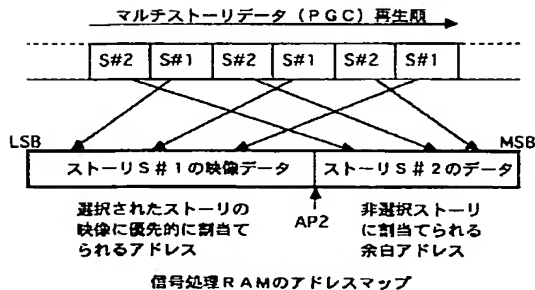 マルチストーリデータ（ＰＧＣ）再生順
S#2 S#1 S#2 S#1 S#2 S#1
LSB MSB
ストーリＳ＃１の映像データ ストーリＳ＃２のデータ
選択されたストーリの
映像に優先的に割当て
られるアドレス
AP2
非選択ストーリ
に割当てられる
余白アドレス
信号処理ＲＡＭのアドレスマップ